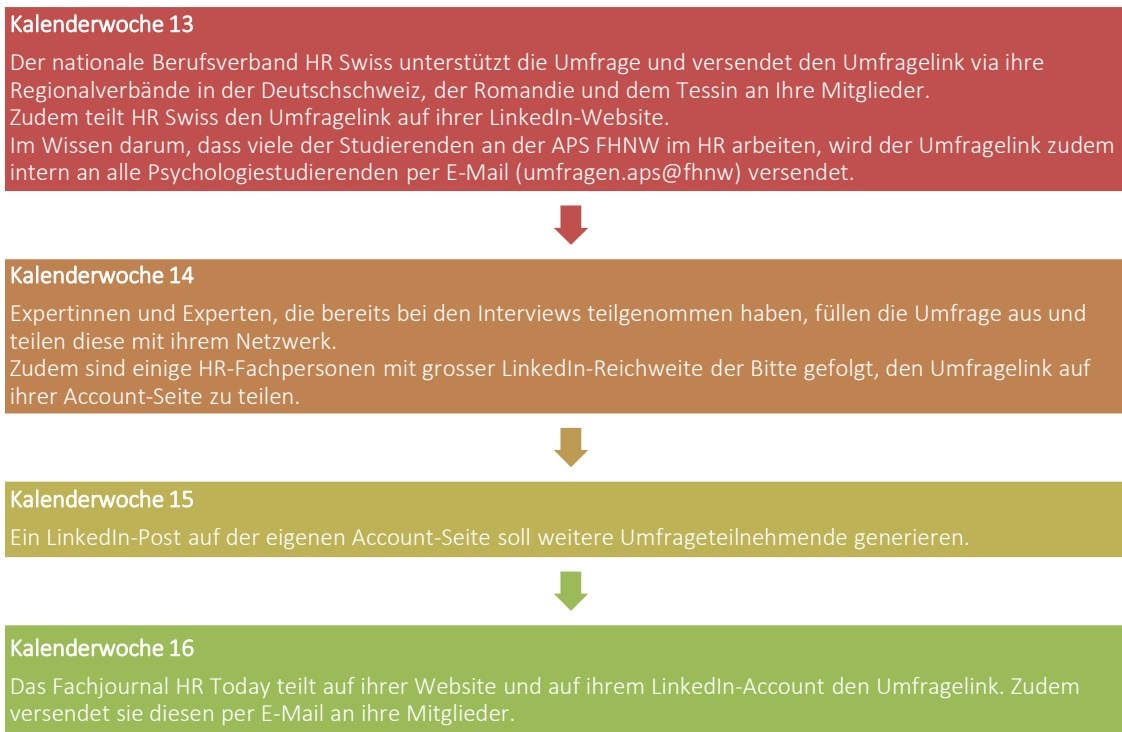 Kalenderwoche 13
Der nationale Berufsverband HR Swiss unterstützt die Umfrage und versendet den Umfragelink via ihre
Regionalverbände in der Deutschschweiz, der Romandie und dem Tessin an Ihre Mitglieder.
Zudem teilt HR Swiss den Umfragelink auf ihrer LinkedIn-Website.
Im Wissen darum, dass viele der Studierenden an der APS FHNW im HR arbeiten, wird der Umfragelink zudem
intern an alle Psychologiestudierenden per E-Mail (umfragen.aps@fhnw) versendet.
Kalenderwoche 14
Expertinnen und Experten, die bereits bei den Interviews teilgenommen haben, füllen die Umfrage aus und
teilen diese mit ihrem Netzwerk.
Zudem sind einige HR-Fachpersonen mit grosser LinkedIn-Reichweite der Bitte gefolgt, den Umfragelink auf
ihrer Account-Seite zu teilen.
Kalenderwoche 15
Ein LinkedIn-Post auf der eigenen Account-Seite soll weitere Umfrageteilnehmende generieren.
Kalenderwoche 16
Das Fachjournal HR Today teilt auf ihrer Website und auf ihrem LinkedIn-Account den Umfragelink. Zudem
versendet sie diesen per E-Mail an ihre Mitglieder.